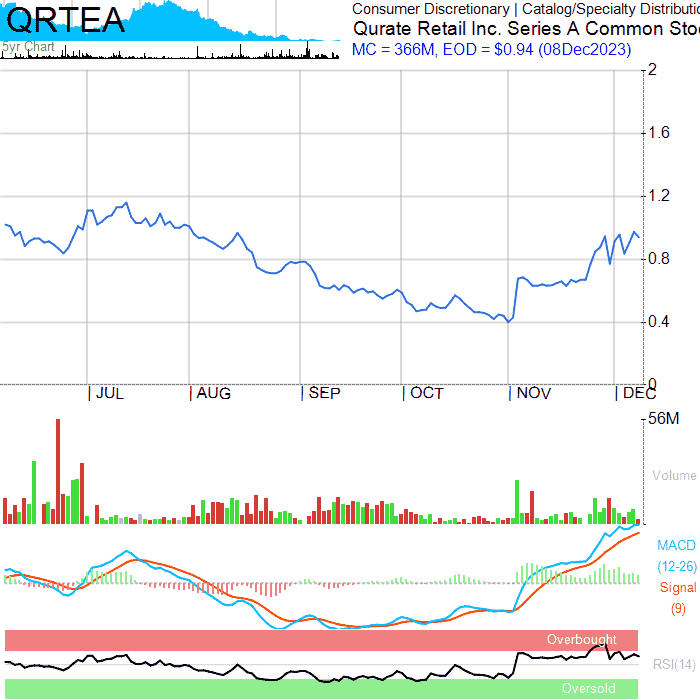 QRTEA
5yr Chart
Consumer Discretionary | Catalog/Specialty Distributio
Qurate Retail Inc. Series A Common Sto
MC = 366M, EOD = $0.94 (08Dec2023)
2
1.6
1.2
0.8
0.4
0
| JUL | AUG | SEP | OCT | NOV | DEC
56M
Volume
MACD
(12-26)
Signal
(9)
Overbought
RSI(14)
Oversold